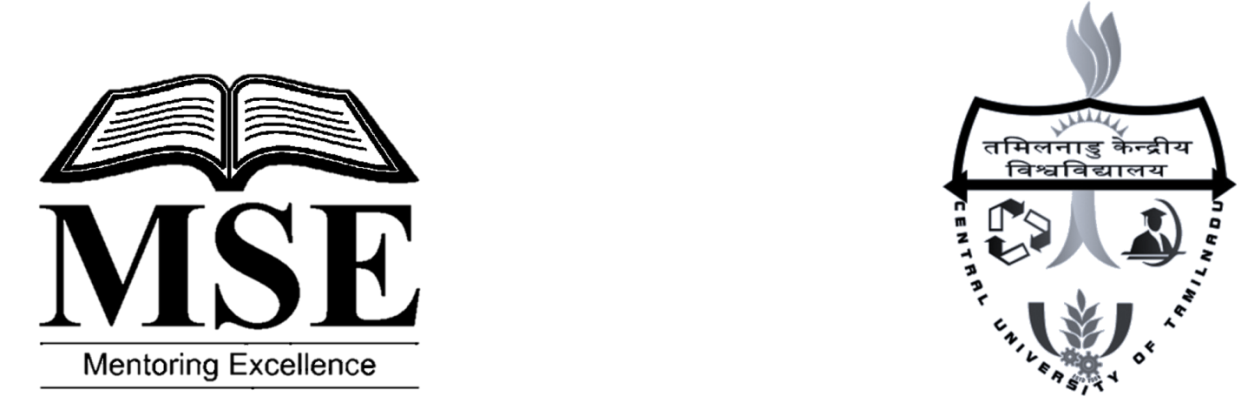 MSE
Mentoring Excellence
तमिलनाडु केन्द्रीय
विश्वविद्यालय
CENTRAL UNIVERSITY OF TAMILNADU